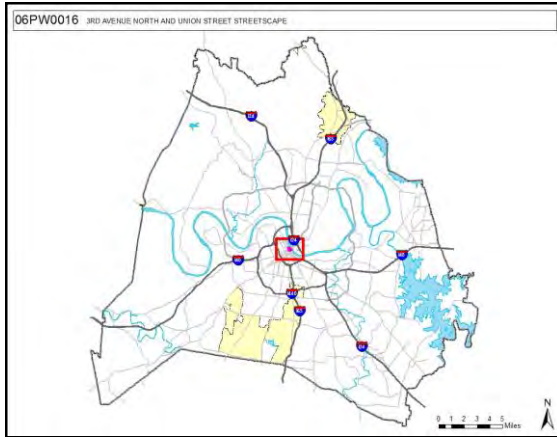 06PW0016 3RD AVENUE NORTH AND UNION STREET STREETSCAPE
N
0 1 2 3 4 5
Miles